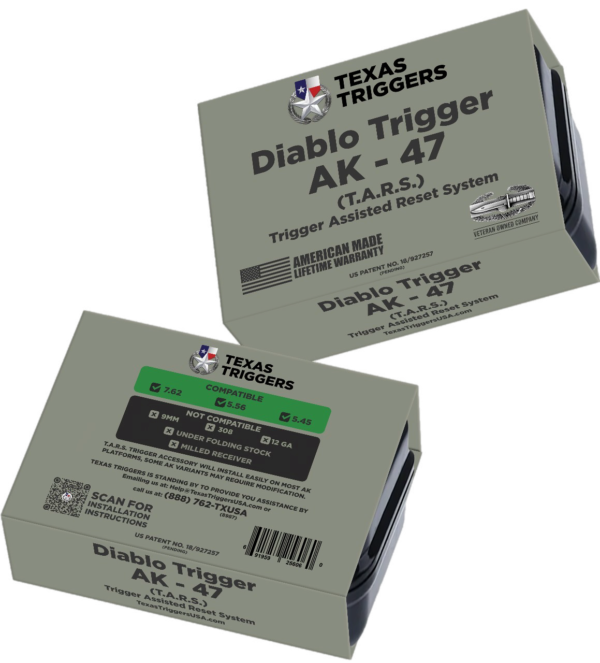 TEXAS
TRIGGERS
Diablo Trigger
AK - 47
(T.A.R.S.)
Trigger Assisted Reset System
AMERICAN MADE
LIFETIME WARRANTY
VETERAN OWNED COMPANY
US PATENT NO. 18/927257
(PENDING)
Diablo Trigger
AK - 47
(T.A.R.S.)
Trigger Assisted Reset System
TexasTriggersUSA.com
TEXAS
TRIGGERS
COMPATIBLE
7.62
5.56
5.45
NOT COMPATIBLE
9MM
308
12 GA
UNDER FOLDING STOCK
MILLED RECEIVER
T.A.R.S. TRIGGER ACCESSORY WILL INSTALL EASILY ON MOST AK
PLATFORMS, SOME AK VARIANTS MAY REQUIRE MODIFICATION.
TEXAS TRIGGERS IS STANDING BY TO PROVIDE YOU ASSISTANCE BY
Emailing us at: Help@TexasTriggersUSA.com or
call us at: (888) 762-TXUSA
(8987)
SCAN FOR
INSTALLATION
INSTRUCTIONS
US PATENT NO. 18/927257
(PENDING)
Diablo Trigger
AK - 47
(T.A.R.S.)
Trigger Assisted Reset System
TexasTriggersUSA.com